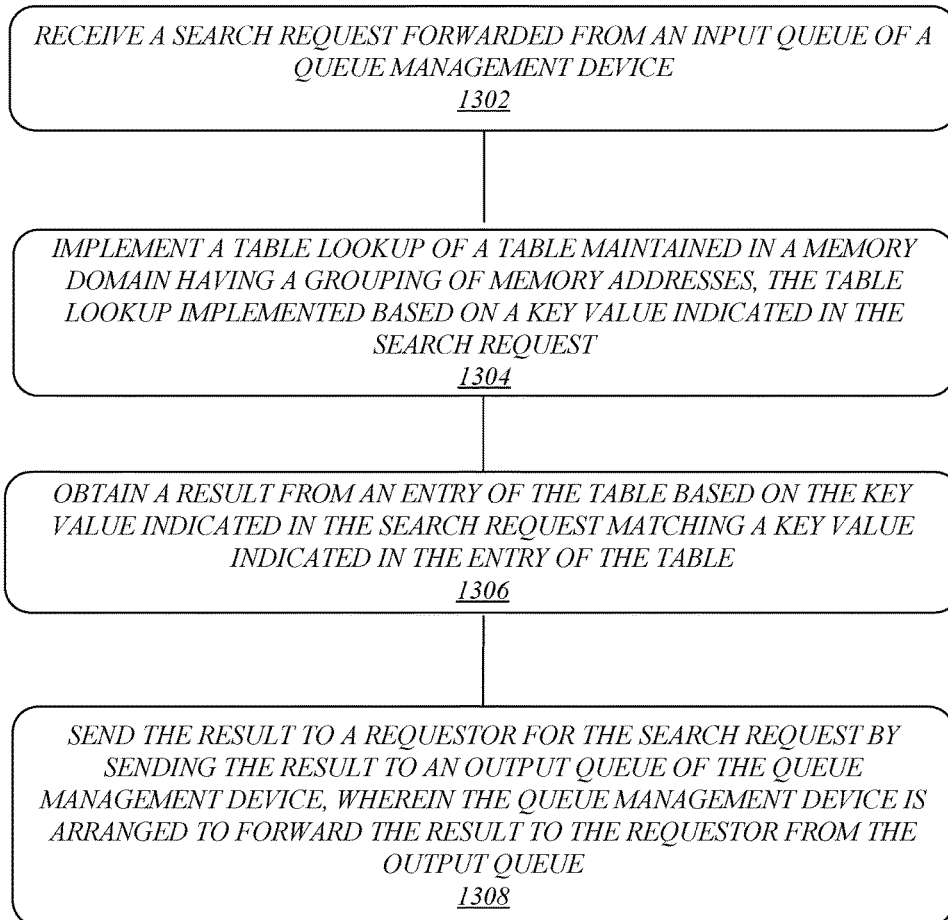 RECEIVE A SEARCH REQUEST FORWARDED FROM AN INPUT QUEUE OF A
QUEUE MANAGEMENT DEVICE
1302
IMPLEMENT A TABLE LOOKUP OF A TABLE MAINTAINED IN A MEMORY
DOMAIN HAVING A GROUPING OF MEMORY ADDRESSES, THE TABLE
LOOKUP IMPLEMENTED BASED ON A KEY VALUE INDICATED IN THE
SEARCH REQUEST
1304
OBTAIN A RESULT FROM AN ENTRY OF THE TABLE BASED ON THE KEY
VALUE INDICATED IN THE SEARCH REQUEST MATCHING A KEY VALUE
INDICATED IN THE ENTRY OF THE TABLE
1306
SEND THE RESULT TO A REQUESTOR FOR THE SEARCH REQUEST BY
SENDING THE RESULT TO AN OUTPUT QUEUE OF THE QUEUE
MANAGEMENT DEVICE, WHEREIN THE QUEUE MANAGEMENT DEVICE IS
ARRANGED TO FORWARD THE RESULT TO THE REQUESTOR FROM THE
OUTPUT QUEUE
1308